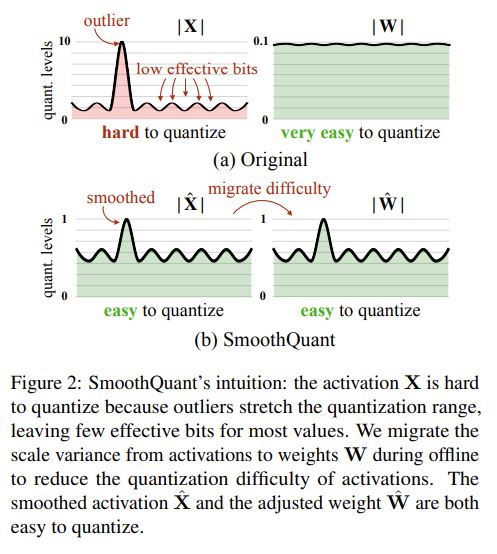 outlier
|X|
|W|
quant. levels
10
0
low effective bits
0.1
0
hard to quantize
very easy to quantize
(a) Original
smoothed
|X̂|
migrate difficulty
|Ŵ|
quant. levels
1
0
1
0
easy to quantize
easy to quantize
(b) SmoothQuant
Figure 2: SmoothQuant's intuition: the activation X is hard
to quantize because outliers stretch the quantization range,
leaving few effective bits for most values. We migrate the
scale variance from activations to weights W during offline
to reduce the quantization difficulty of activations. The
smoothed activation X̂ and the adjusted weight Ŵ are both
easy to quantize.